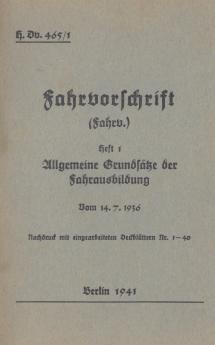 H. Dv. 465/1
Fahrvorschrift
(Fahrv.)
Heft 1
Allgemeine Grundsätze der
Fahrausbildung
Vom 14. 7. 1936
Nachdruck mit eingearbeiteten Deckblättern Nr. 1—40
Berlin 1941